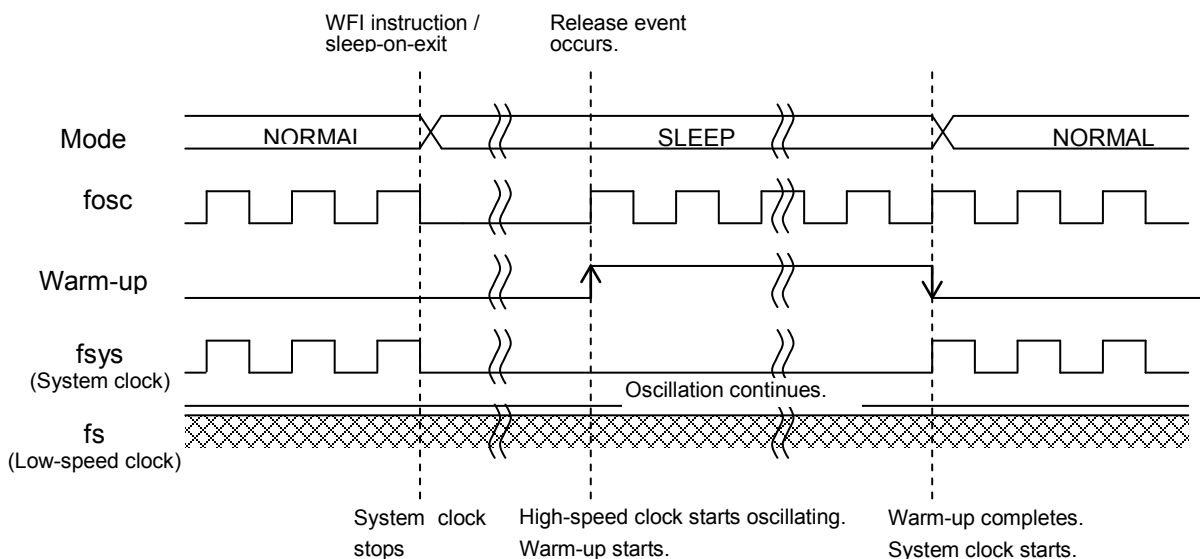 WFI instruction /
sleep-on-exit
Release event
occurs.
Mode
NORMAL
SLEEP
NORMAL
fosc
Warm-up
fsys
(System clock)
Oscillation continues.
fs
(Low-speed clock)
System clock
stops
High-speed clock starts oscillating.
Warm-up starts.
Warm-up completes.
System clock starts.